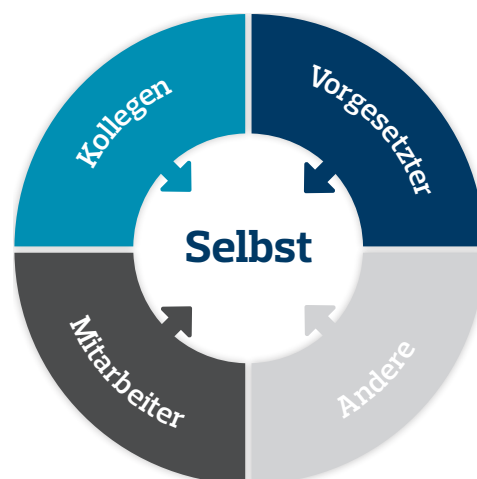 Kollegen
Vorgesetzter
Selbst
Mitarbeiter
Andere